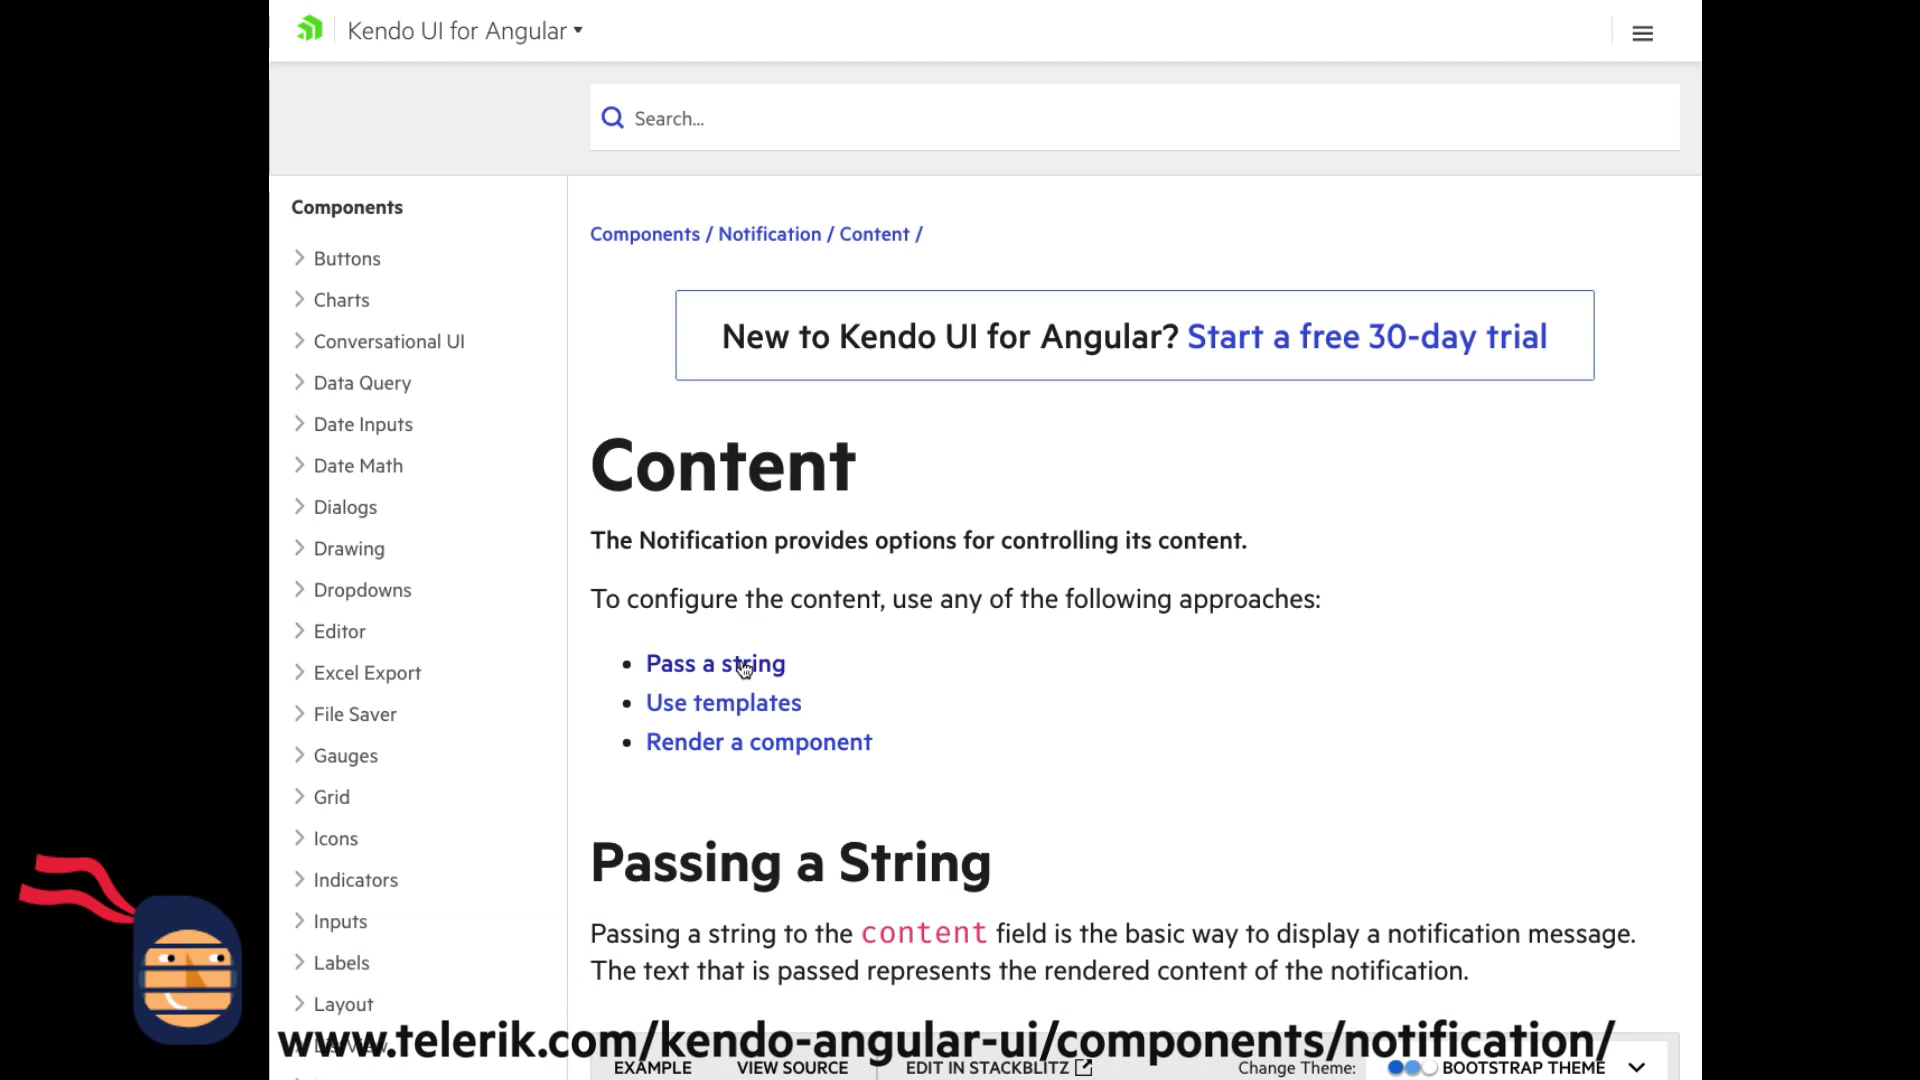 Kendo UI for Angular
Search...
Components
Buttons
Charts
Conversational UI
Data Query
Date Inputs
Date Math
Dialogs
Drawing
Dropdowns
Editor
Excel Export
File Saver
Gauges
Grid
Icons
Indicators
Inputs
Labels
Layout
Components / Notification / Content /
New to Kendo UI for Angular? Start a free 30-day trial
Content
The Notification provides options for controlling its content.
To configure the content, use any of the following approaches:
• Pass a string
• Use templates
• Render a component
Passing a String
Passing a string to the content field is the basic way to display a notification message.
The text that is passed represents the rendered content of the notification.
www.telerik.com/kendo-angular-ui/components/notification/
EXAMPLE VIEW SOURCE EDIT IN STACKBLITZ Change Theme: BOOTSTRAP THEME